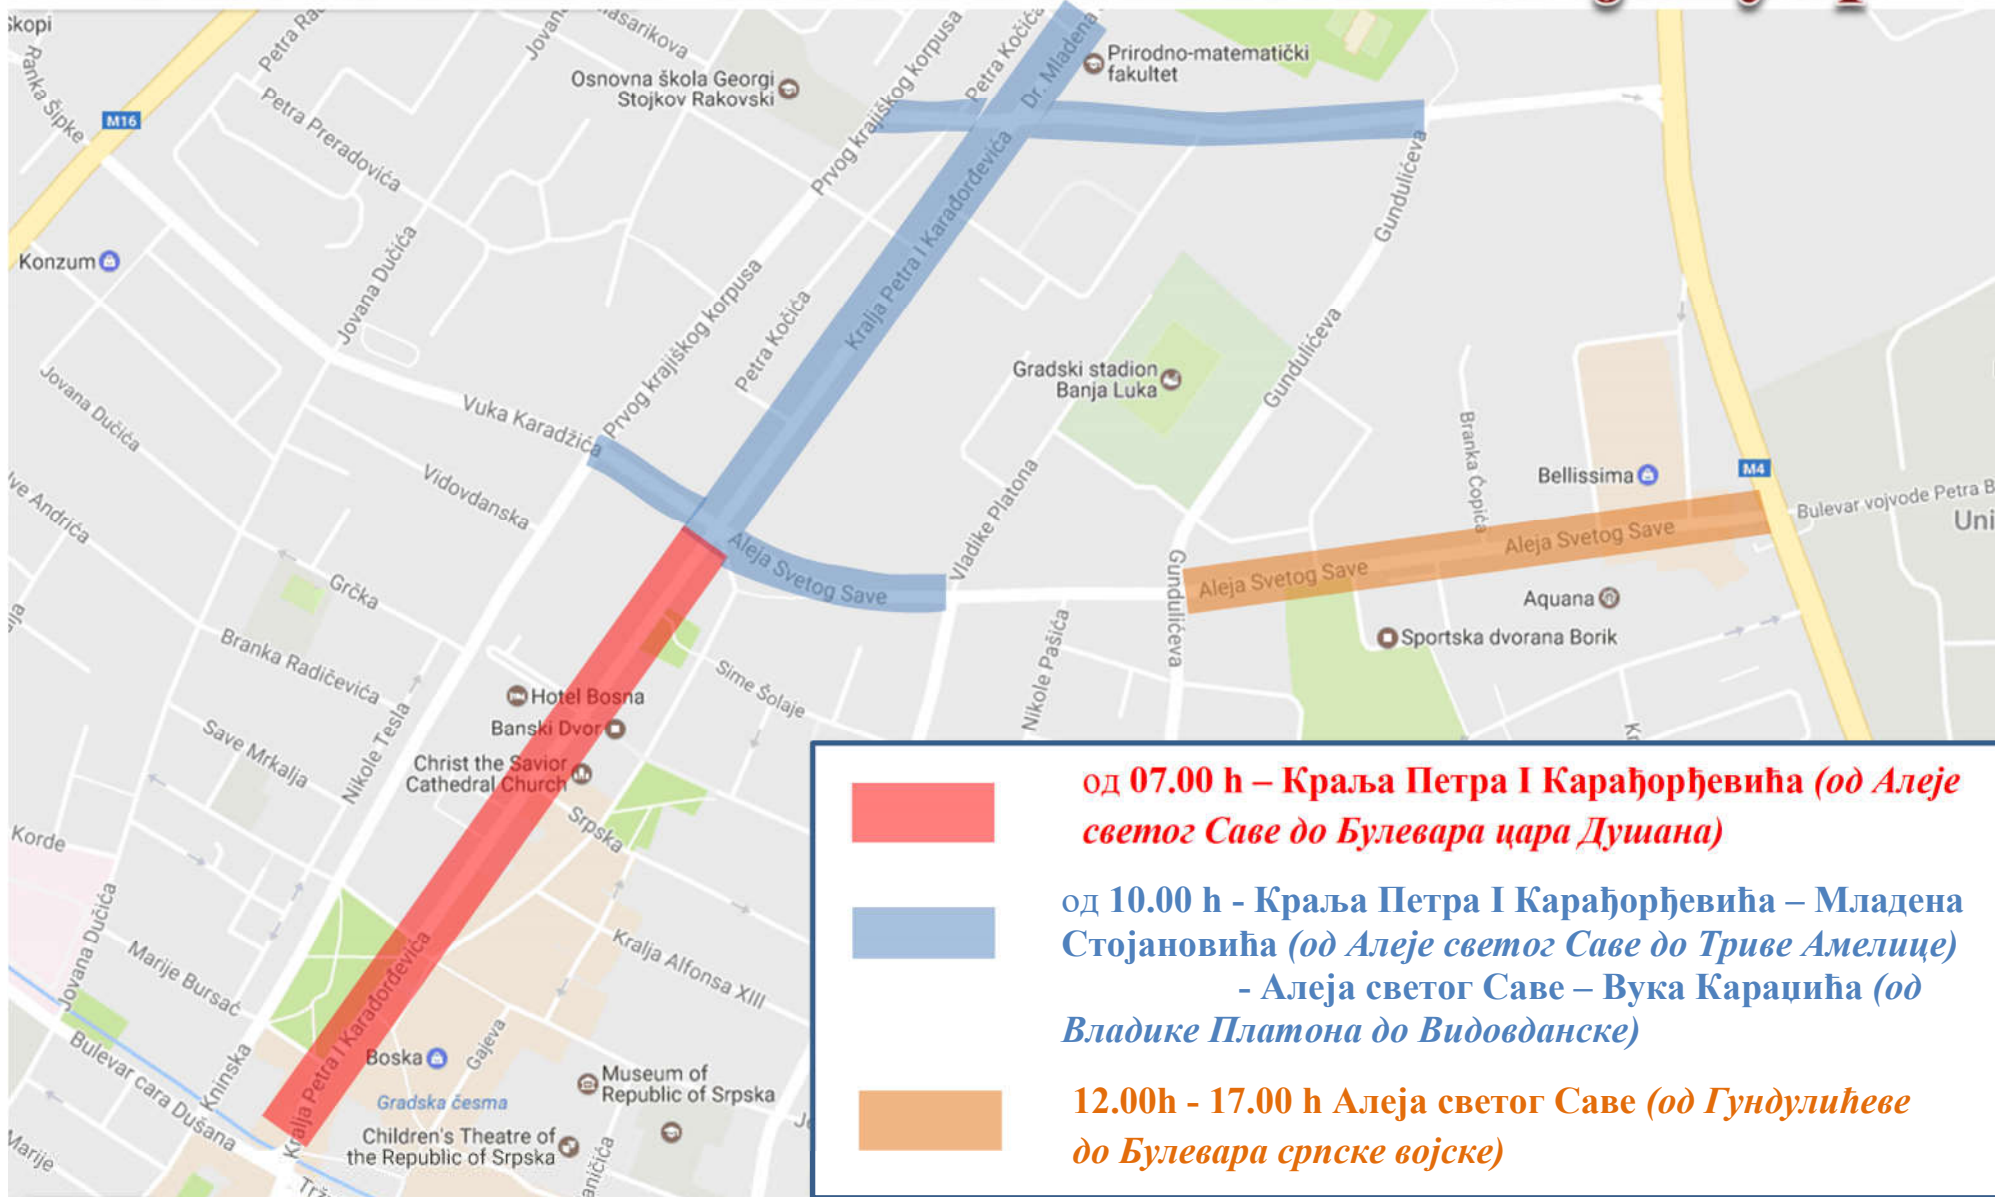 Petra Preradovića
Jovana Dučića
Ranka Šipke
M16
Konzum
Osnovna škola Georgi
Stojkov Rakovski
Prvog krajiškog korpusa
Petra Kočića
Dr. Mladena
Prirodno-matematički
fakultet
Kralja Petra I Karađorđevića
Gundulićeva
Jovana Dučića
Vuka Karadžića
Prvog krajiškog korpusa
Petra Kočića
Gradski stadion
Banja Luka
Gundulićeva
Vidovdanska
Vladike Platona
Branka Ćopića
Bellissima
M4
Bulevar vojvode Petra B
Uni
Aleja Svetog Save
Aleja Svetog Save
Aleja Svetog Save
Aquana
Sportska dvorana Borik
Gundulićeva
Nikole Pašića
Ive Andrića
Grčka
Branka Radičevića
Save Mrkalja
Nikole Tesla
Hotel Bosna
Banski Dvor
Sime Šolaje
Christ the Savior
Cathedral Church
Srpska
Korde
Jovana Dučića
Marije Bursać
Kralja Alfonsa XIII
Kralja Petra I Karađorđevića
Boska
Gajeva
Gradska česma
Museum of
Republic of Srpska
Children's Theatre of
the Republic of Srpska
Bulevar cara Dušana
Kninska
Marije
од 07.00 h – Краља Петра I Карађорђевића (од Алеје
светог Саве до Булевара цара Душана)
од 10.00 h - Краља Петра I Карађорђевића – Младена
Стојановића (од Алеје светог Саве до Триве Амелице)
- Алеја светог Саве – Вука Караџића (од
Владике Платона до Видовданске)
12.00h - 17.00 h Алеја светог Саве (од Гундулићеве
до Булевара српске војске)